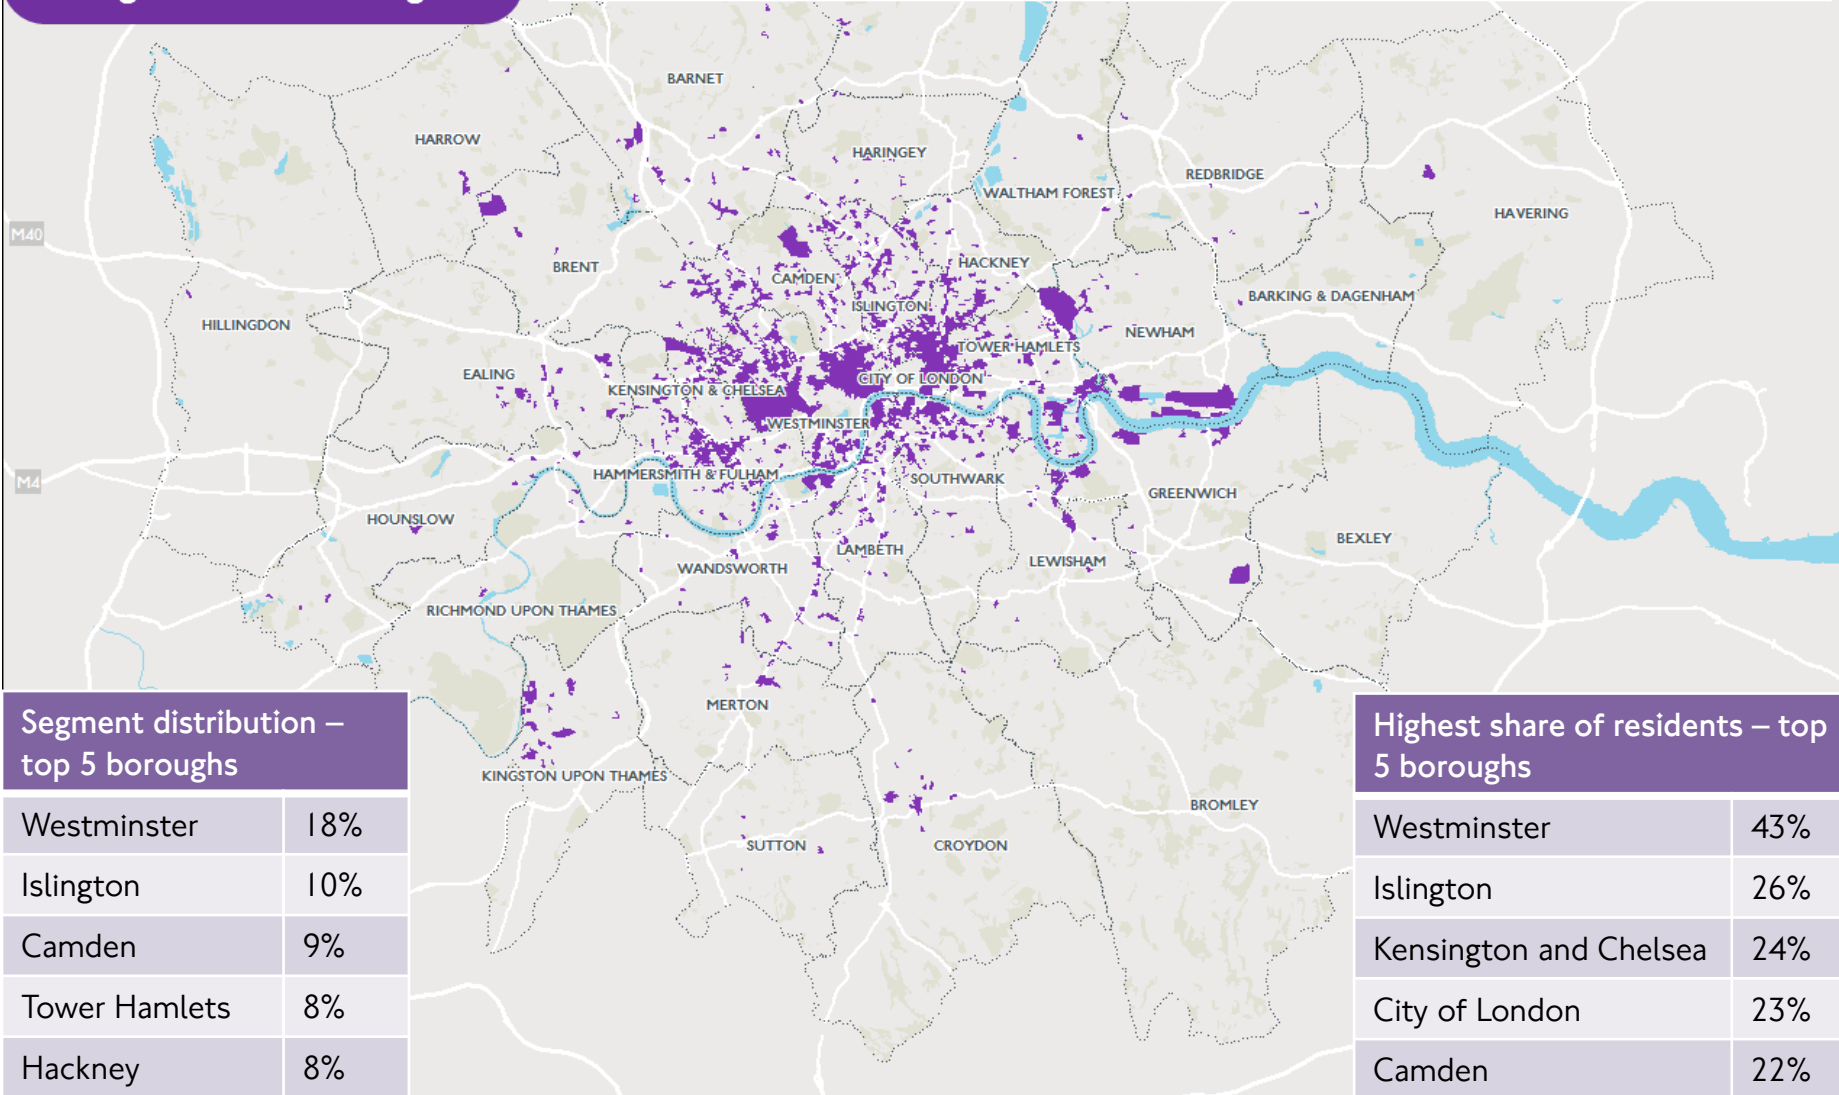 BARNET
HARROW
HARINGEY
REDBRIDGE
WALTHAM FOREST
HAVERING
M40
BRENT
HACKNEY
CAMDEN
BARKING & DAGENHAM
ISLINGTON
HILLINGDON
NEWHAM
TOWER HAMLETS
EALING
CITY OF LONDON
KENSINGTON & CHELSEA
WESTMINSTER
HAMMERSMITH & FULHAM
SOUTHWARK
M4
GREENWICH
HOUNSLOW
BEXLEY
LAMBETH
LEWISHAM
WANDSWORTH
RICHMOND UPON THAMES
MERTON
KINGSTON UPON THAMES
BROMLEY
SUTTON
CROYDON
Segment distribution –
top 5 boroughs
Westminster 18%
Islington 10%
Camden 9%
Tower Hamlets 8%
Hackney 8%
Highest share of residents – top
5 boroughs
Westminster 43%
Islington 26%
Kensington and Chelsea 24%
City of London 23%
Camden 22%